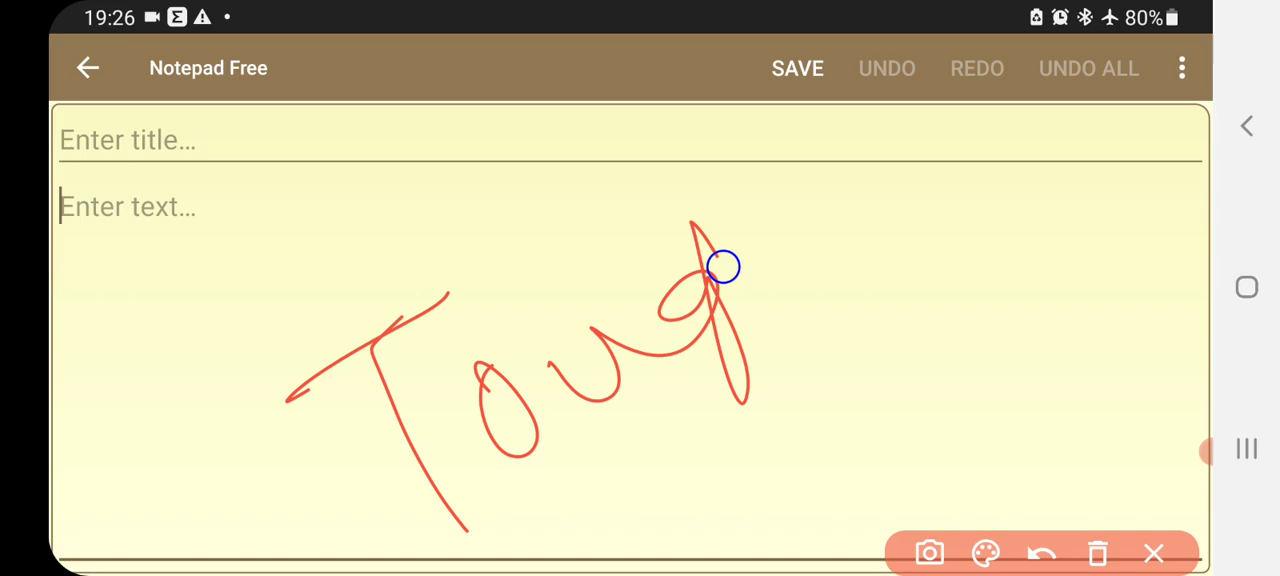 19:26 80%
Notepad Free SAVE UNDO REDO UNDO ALL
Enter title...
Enter text...
Toug